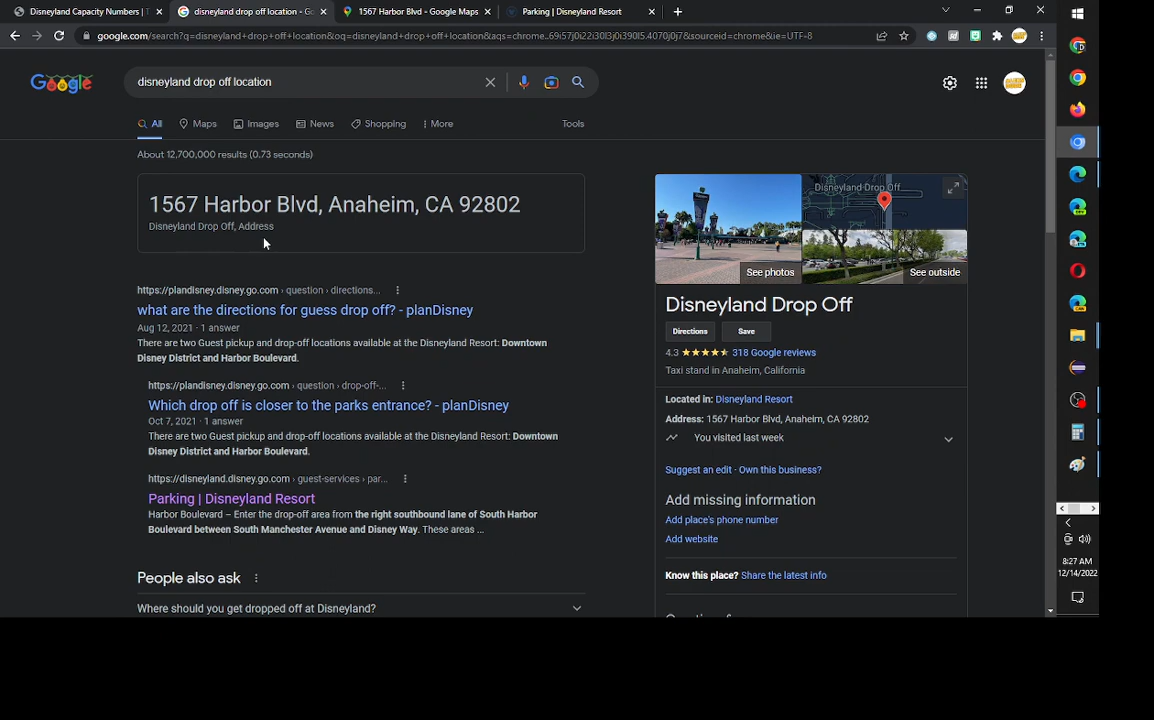 Disneyland Capacity Numbers | T
disneyland drop off location - Go
1567 Harbor Blvd - Google Maps
Parking | Disneyland Resort
google.com/search?q=disneyland+drop+off+location&oq=disneyland+drop+off+location&aqs=chrome..69i57j0i22i30l3j0i390l5.4070j0j7&sourceid=chrome&ie=UTF-8
Google
disneyland drop off location
All
Maps
Images
News
Shopping
More
Tools
About 12,700,000 results (0.73 seconds)
1567 Harbor Blvd, Anaheim, CA 92802
Disneyland Drop Off, Address
https://plandisney.disney.go.com › question › directions...
what are the directions for guess drop off? - planDisney
Aug 12, 2021 · 1 answer
There are two Guest pickup and drop-off locations available at the Disneyland Resort: Downtown
Disney District and Harbor Boulevard.
https://plandisney.disney.go.com › question › drop-off-...
Which drop off is closer to the parks entrance? - planDisney
Oct 7, 2021 · 1 answer
There are two Guest pickup and drop-off locations available at the Disneyland Resort: Downtown
Disney District and Harbor Boulevard.
https://disneyland.disney.go.com › guest-services › par...
Parking | Disneyland Resort
Harbor Boulevard – Enter the drop-off area from the right southbound lane of South Harbor
Boulevard between South Manchester Avenue and Disney Way. These areas ...
People also ask
Where should you get dropped off at Disneyland?
Disneyland Drop Off
See photos
See outside
Disneyland Drop Off
Directions
Save
4.3 318 Google reviews
Taxi stand in Anaheim, California
Located in: Disneyland Resort
Address: 1567 Harbor Blvd, Anaheim, CA 92802
You visited last week
Suggest an edit · Own this business?
Add missing information
Add place's phone number
Add website
Know this place? Share the latest info
8:27 AM
12/14/2022